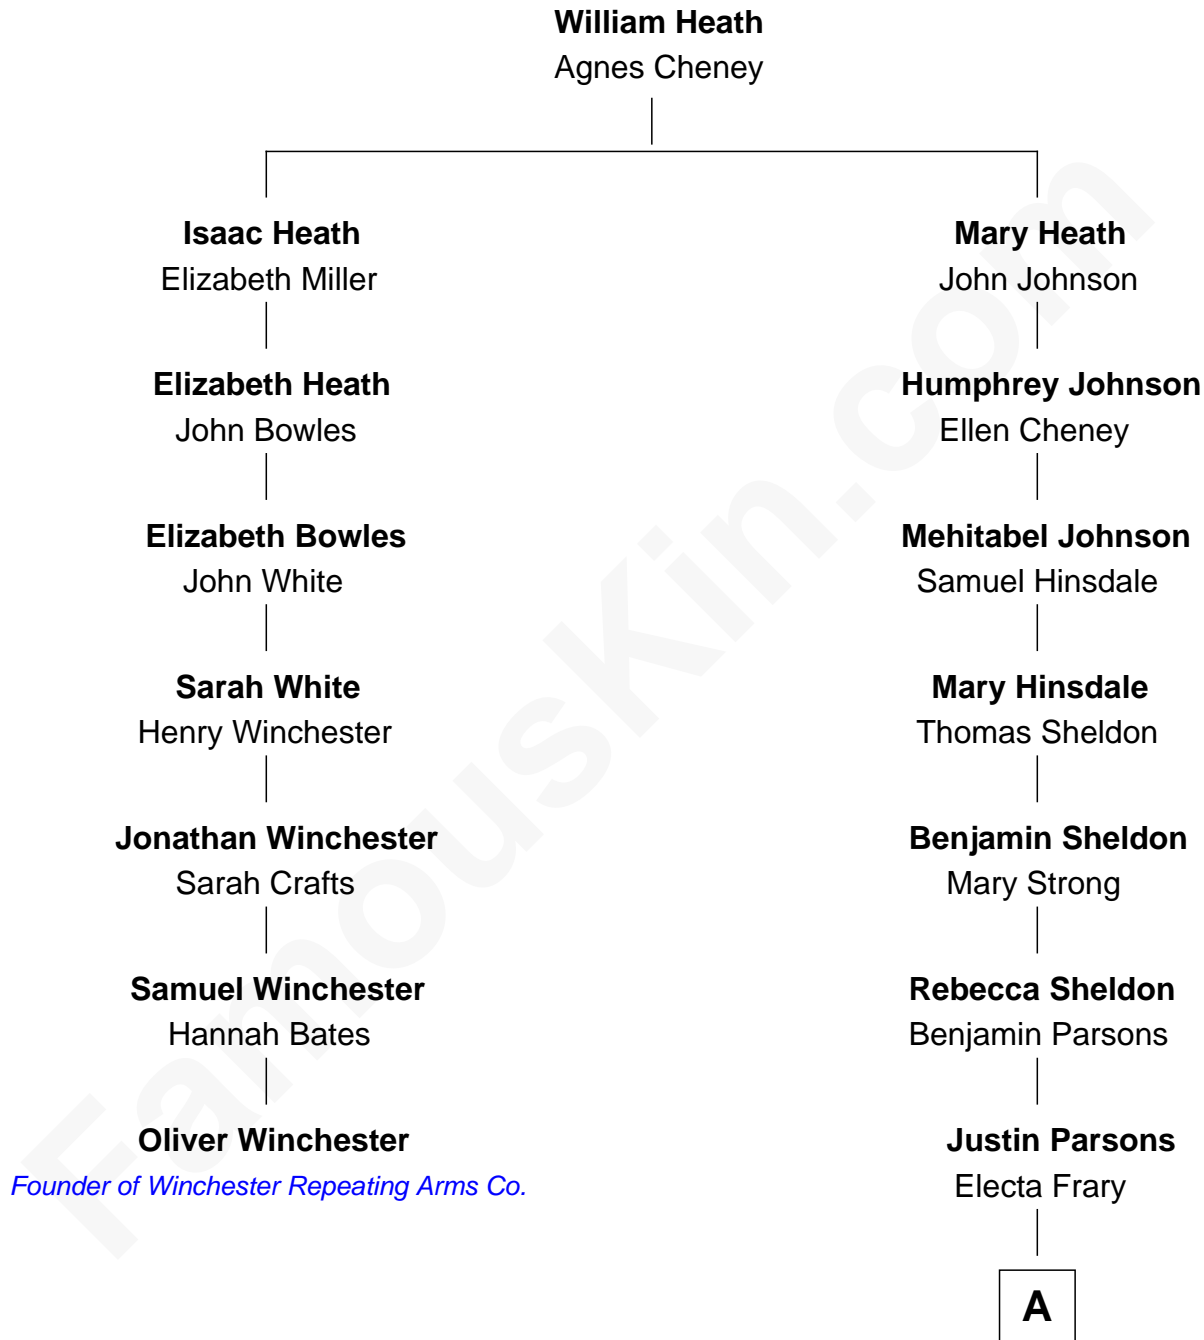 William Heath
Agnes Cheney
Isaac Heath
Elizabeth Miller
Mary Heath
John Johnson
Elizabeth Heath
John Bowles
Humphrey Johnson
Ellen Cheney
Elizabeth Bowles
John White
Mehitabel Johnson
Samuel Hinsdale
Sarah White
Henry Winchester
Mary Hinsdale
Thomas Sheldon
Jonathan Winchester
Sarah Crafts
Benjamin Sheldon
Mary Strong
Samuel Winchester
Hannah Bates
Rebecca Sheldon
Benjamin Parsons
Oliver Winchester
Founder of Winchester Repeating Arms Co.
Justin Parsons
Electa Frary
A
FamousKin.com